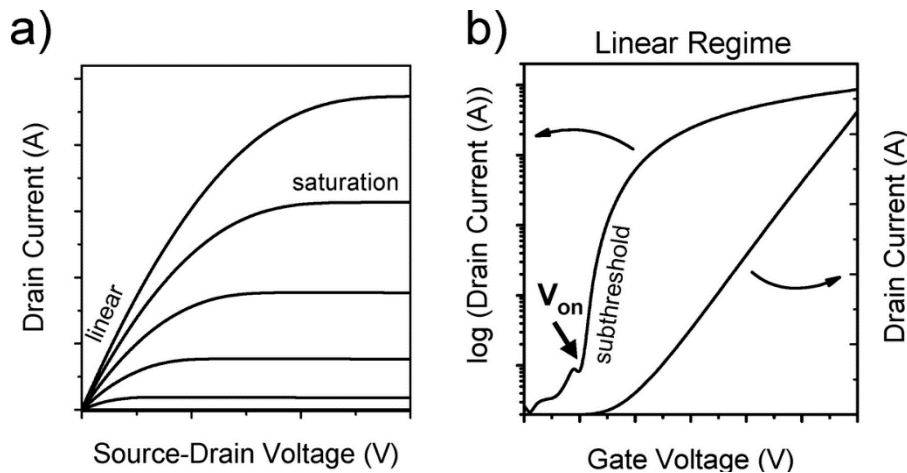 a)
Drain Current (A)
linear
saturation
Source-Drain Voltage (V)
b)
Linear Regime
log (Drain Current (A))
Von
subthreshold
Drain Current (A)
Gate Voltage (V)